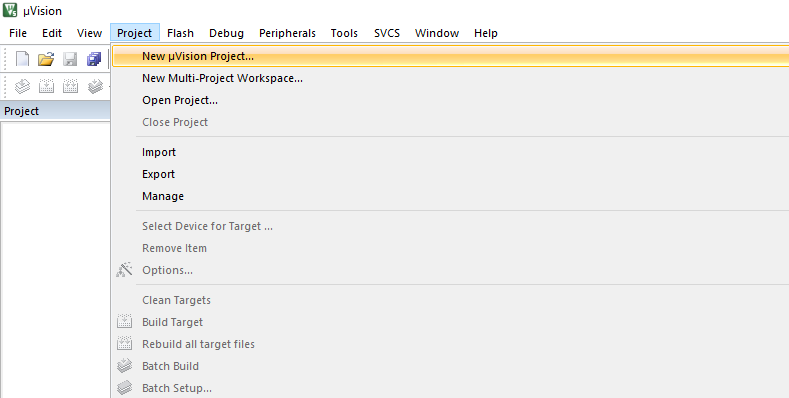 µVision
File Edit View Project Flash Debug Peripherals Tools SVCS Window Help
Project
New µVision Project...
New Multi-Project Workspace...
Open Project...
Close Project
Import
Export
Manage
Select Device for Target ...
Remove Item
Options...
Clean Targets
Build Target
Rebuild all target files
Batch Build
Batch Setup...